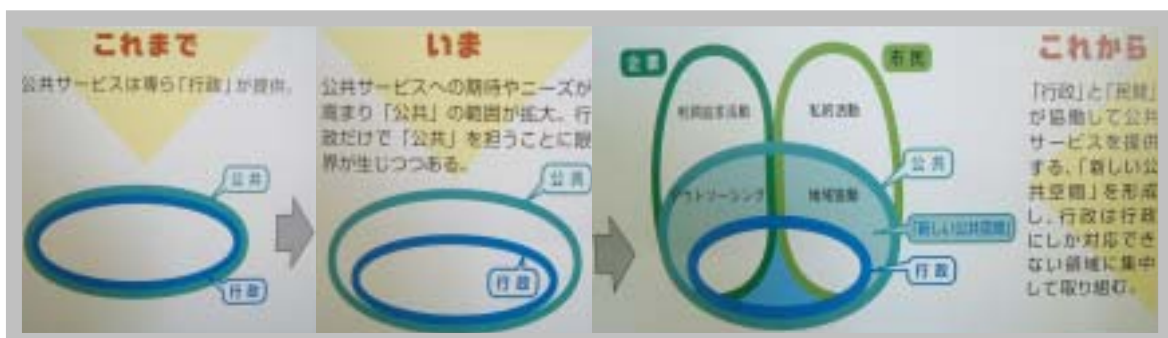 これまで
公共サービスは専ら「行政」が提供。
公共
行政
いま
公共サービスへの期待やニーズが
高まり「公共」の範囲が拡大。行
政だけで「公共」を担うことに限
界が生じつつある。
公共
行政
企業
市民
利潤追求活動
私的活動
アウトソーシング
地域協働
公共
「新しい公共空間」
行政
これから
「行政」と「民間」
が協働して公共
サービスを提供
する、「新しい公
共空間」を形成
し、行政は行政
にしか対応でき
ない領域に集中
して取り組む。